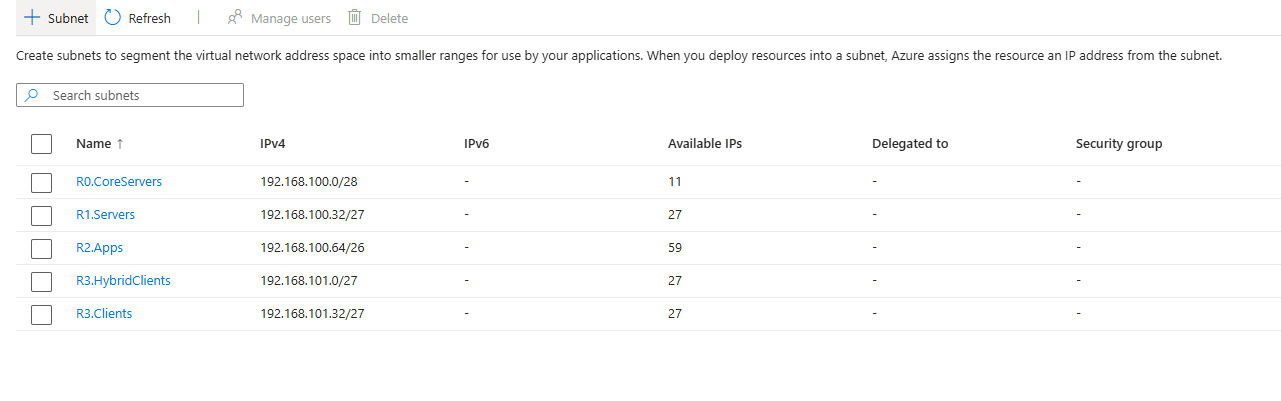 Subnet Refresh | Manage users Delete
Create subnets to segment the virtual network address space into smaller ranges for use by your applications. When you deploy resources into a subnet, Azure assigns the resource an IP address from the subnet.
Search subnets
Name ↑ IPv4 IPv6 Available IPs Delegated to Security group
R0.CoreServers 192.168.100.0/28 - 11 - -
R1.Servers 192.168.100.32/27 - 27 - -
R2.Apps 192.168.100.64/26 - 59 - -
R3.HybridClients 192.168.101.0/27 - 27 - -
R3.Clients 192.168.101.32/27 - 27 - -